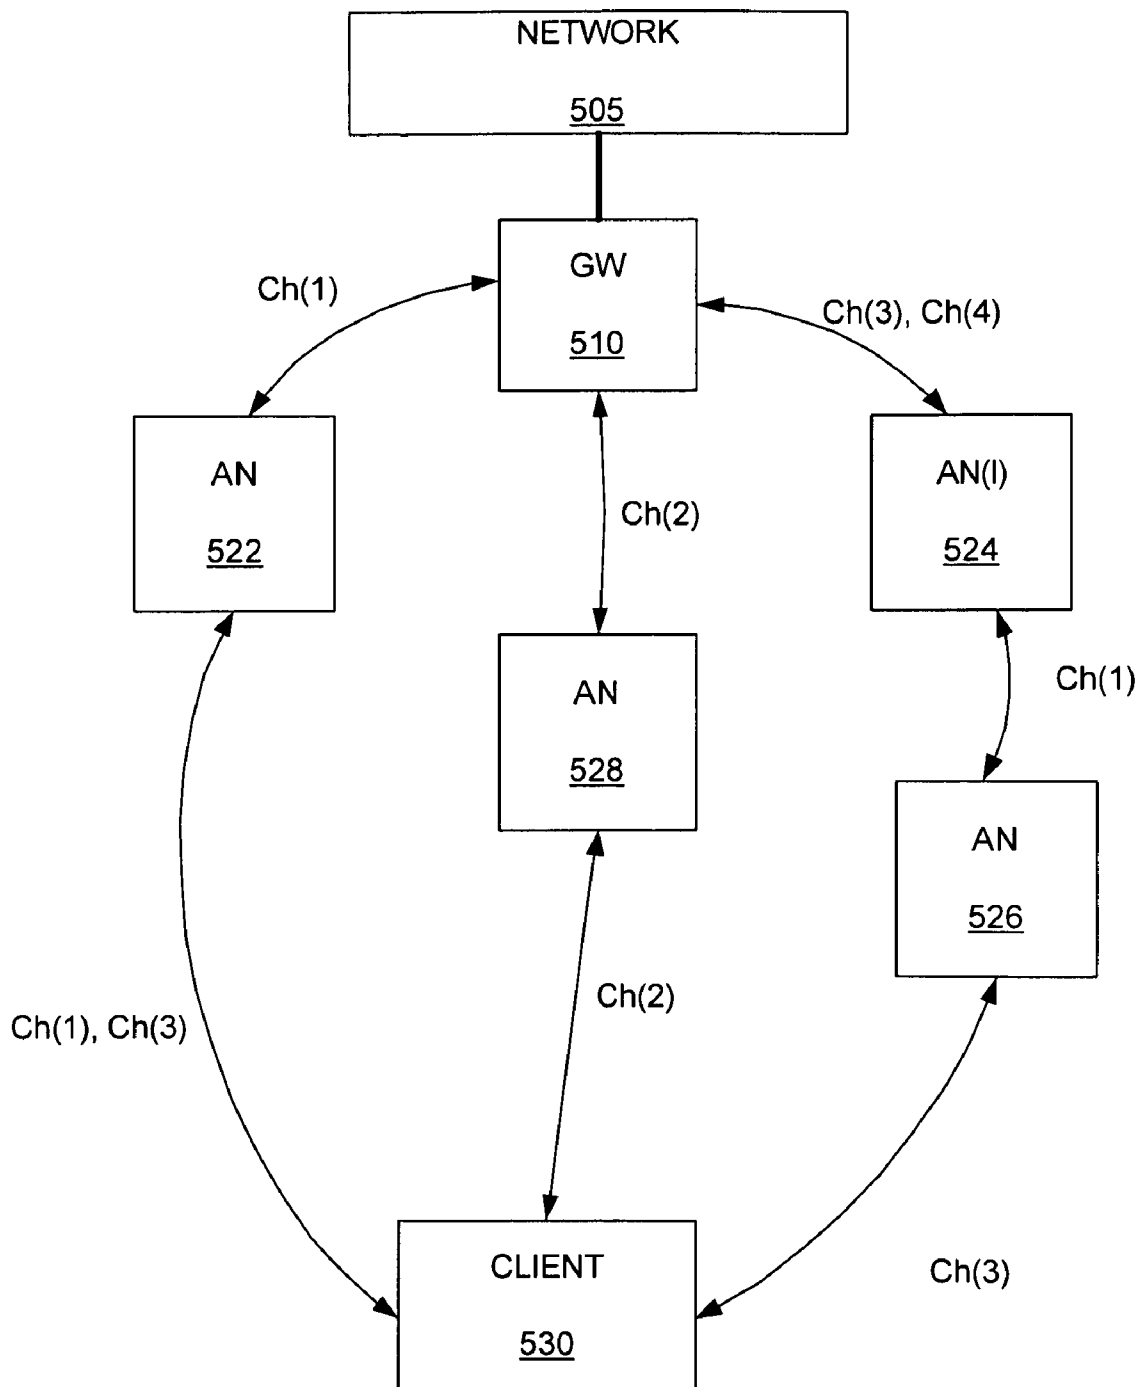 NETWORK
505
GW
510
Ch(1)
Ch(3), Ch(4)
AN
522
Ch(2)
AN(I)
524
AN
528
Ch(1)
AN
526
Ch(2)
Ch(1), Ch(3)
Ch(3)
CLIENT
530